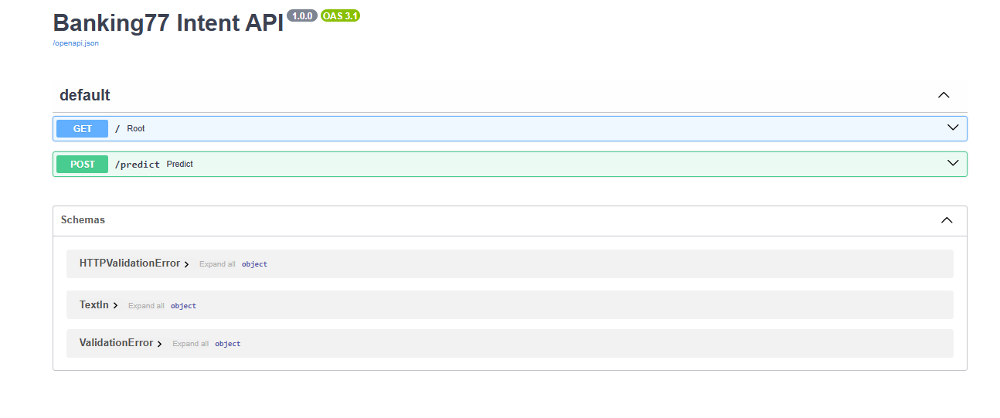 Banking77 Intent API 1.0.0 OAS 3.1
/openapi.json
default
GET / Root
POST /predict Predict
Schemas
HTTPValidationError Expand all object
TextIn Expand all object
ValidationError Expand all object